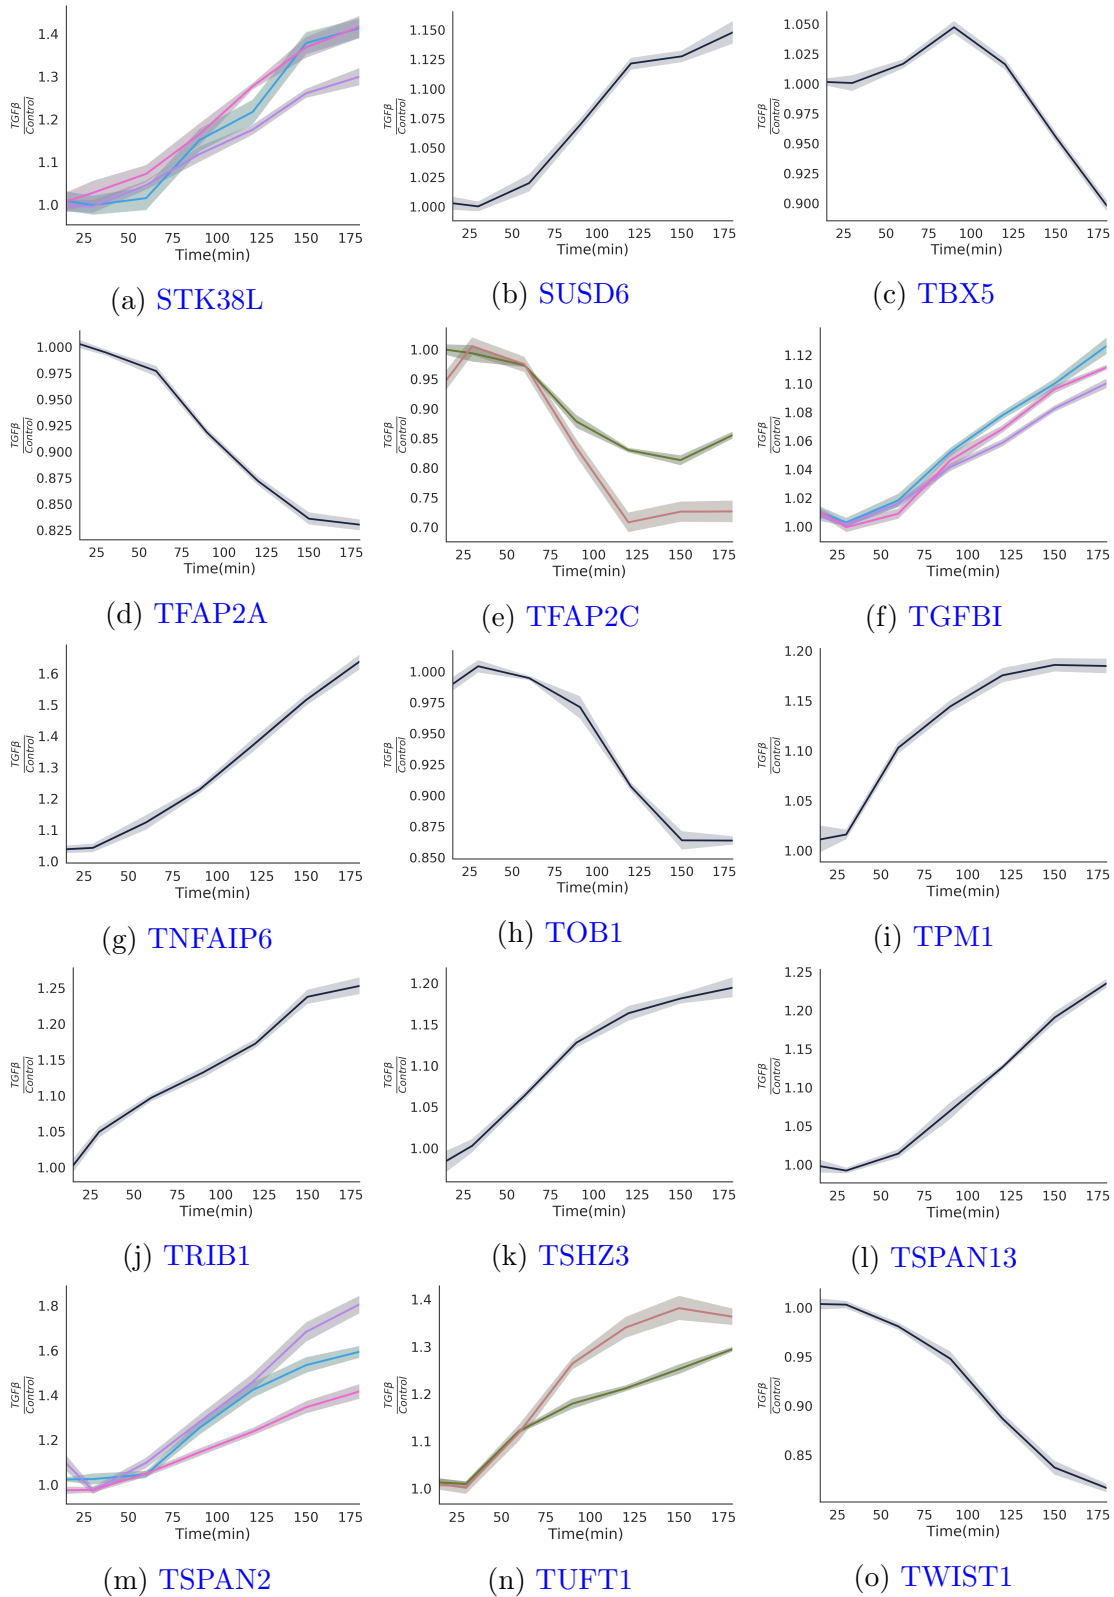 1.4
1.3
1.2
1.1
1.0
TGFβ
Control
25 50 75 100 125 150 175
Time(min)
(a) STK38L
1.150
1.125
1.100
1.075
1.050
1.025
1.000
TGFβ
Control
25 50 75 100 125 150 175
Time(min)
(b) SUSD6
1.050
1.025
1.000
0.975
0.950
0.925
0.900
TGFβ
Control
25 50 75 100 125 150 175
Time(min)
(c) TBX5
1.000
0.975
0.950
0.925
0.900
0.875
0.850
0.825
TGFβ
Control
25 50 75 100 125 150 175
Time(min)
(d) TFAP2A
1.00
0.95
0.90
0.85
0.80
0.75
0.70
TGFβ
Control
25 50 75 100 125 150 175
Time(min)
(e) TFAP2C
1.12
1.10
1.08
1.06
1.04
1.02
1.00
TGFβ
Control
25 50 75 100 125 150 175
Time(min)
(f) TGFBI
1.6
1.5
1.4
1.3
1.2
1.1
1.0
TGFβ
Control
25 50 75 100 125 150 175
Time(min)
(g) TNFAIP6
1.000
0.975
0.950
0.925
0.900
0.875
0.850
TGFβ
Control
25 50 75 100 125 150 175
Time(min)
(h) TOB1
1.20
1.15
1.10
1.05
1.00
TGFβ
Control
25 50 75 100 125 150 175
Time(min)
(i) TPM1
1.25
1.20
1.15
1.10
1.05
1.00
TGFβ
Control
25 50 75 100 125 150 175
Time(min)
(j) TRIB1
1.20
1.15
1.10
1.05
1.00
TGFβ
Control
25 50 75 100 125 150 175
Time(min)
(k) TSHZ3
1.25
1.20
1.15
1.10
1.05
1.00
TGFβ
Control
25 50 75 100 125 150 175
Time(min)
(l) TSPAN13
1.8
1.6
1.4
1.2
1.0
TGFβ
Control
25 50 75 100 125 150 175
Time(min)
(m) TSPAN2
1.4
1.3
1.2
1.1
1.0
TGFβ
Control
25 50 75 100 125 150 175
Time(min)
(n) TUFT1
1.00
0.95
0.90
0.85
TGFβ
Control
25 50 75 100 125 150 175
Time(min)
(o) TWIST1